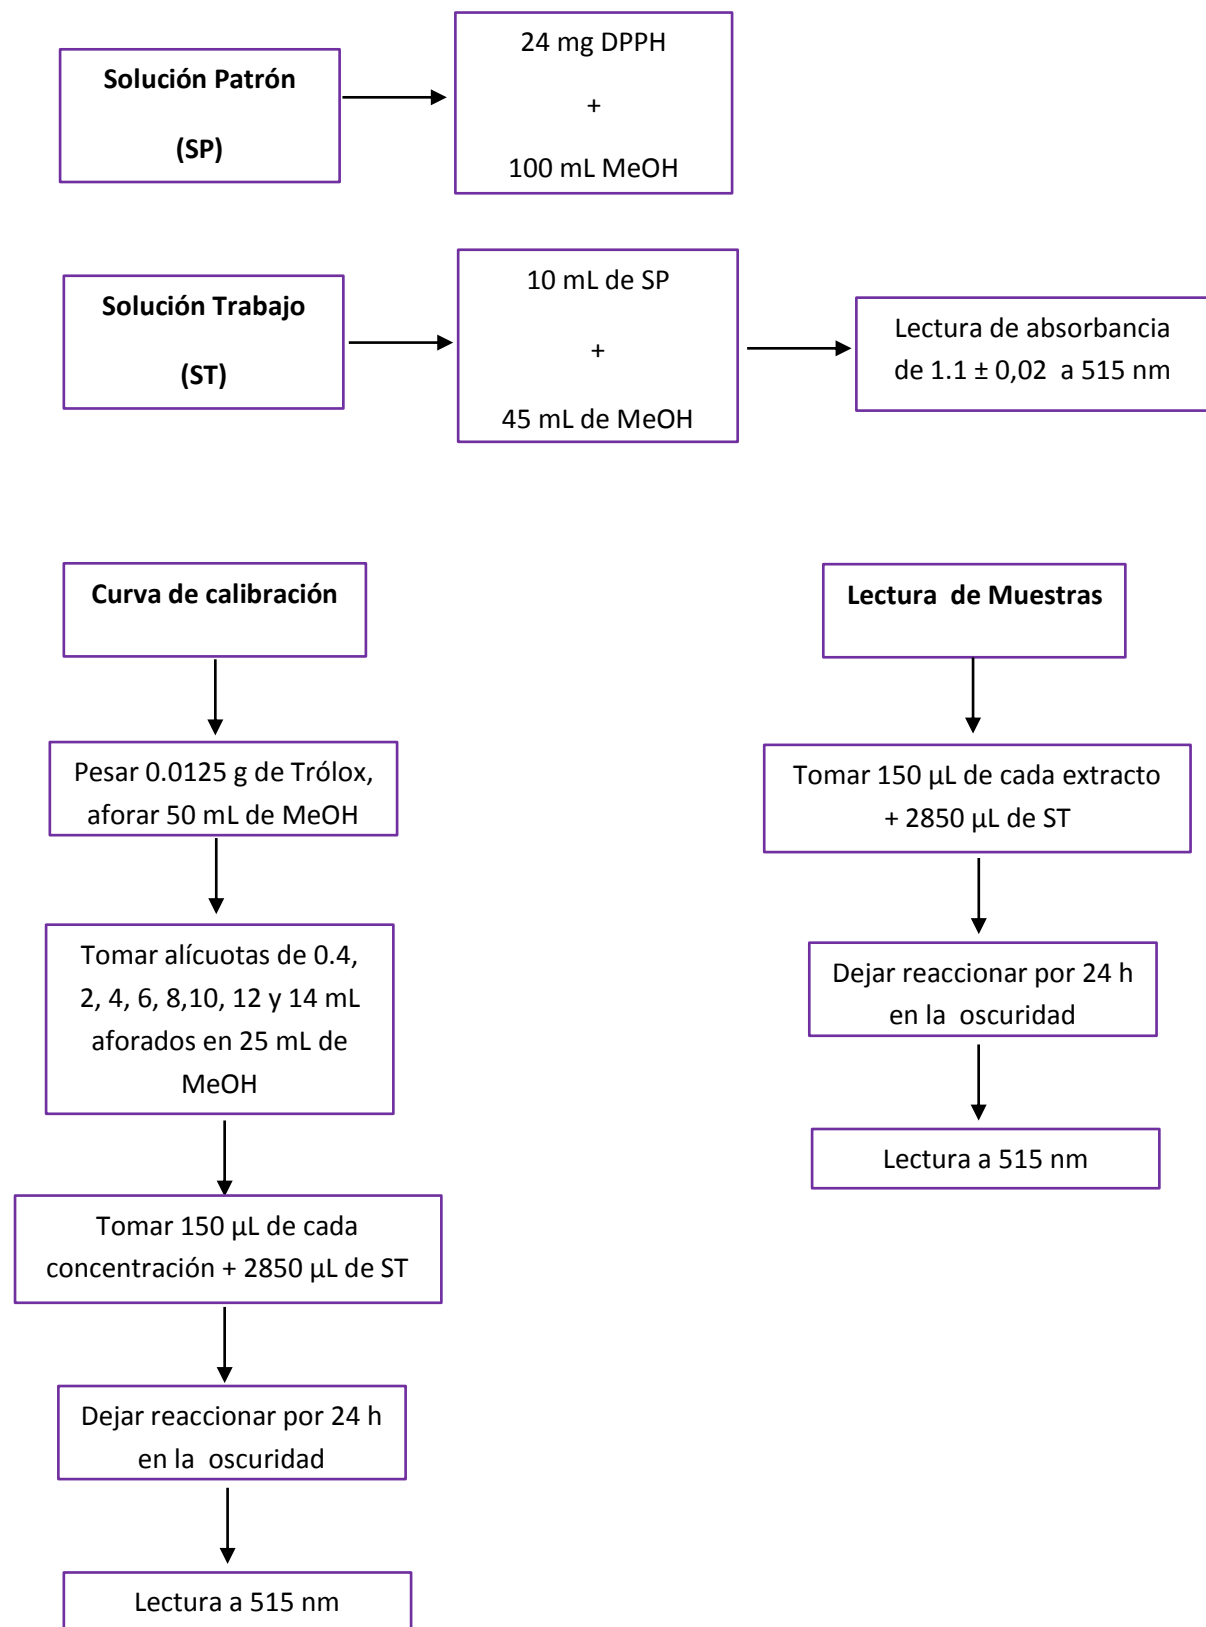 Solución Patrón
(SP)
24 mg DPPH
+
100 mL MeOH
Solución Trabajo
(ST)
10 mL de SP
+
45 mL de MeOH
Lectura de absorbancia
de 1.1 ± 0,02 a 515 nm
Curva de calibración
Pesar 0.0125 g de Trólox,
aforar 50 mL de MeOH
Tomar alícuotas de 0.4,
2, 4, 6, 8,10, 12 y 14 mL
aforados en 25 mL de
MeOH
Tomar 150 µL de cada
concentración + 2850 µL de ST
Dejar reaccionar por 24 h
en la oscuridad
Lectura a 515 nm
Lectura de Muestras
Tomar 150 µL de cada extracto
+ 2850 µL de ST
Dejar reaccionar por 24 h
en la oscuridad
Lectura a 515 nm